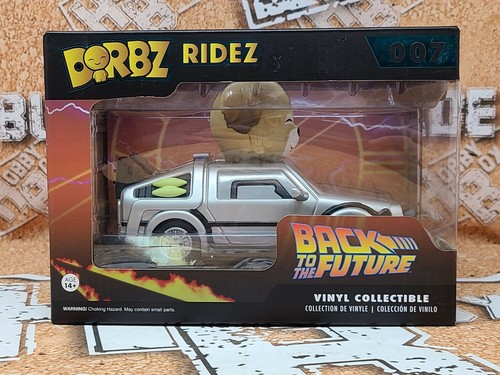 DORBZ RIDEZ
007
BACK
TO THE FUTURE
VINYL COLLECTIBLE
COLLECTION DE VINYLE | COLECCIÓN DE VINILO
AGE
14+
WARNING! Choking Hazard. May contain small parts.